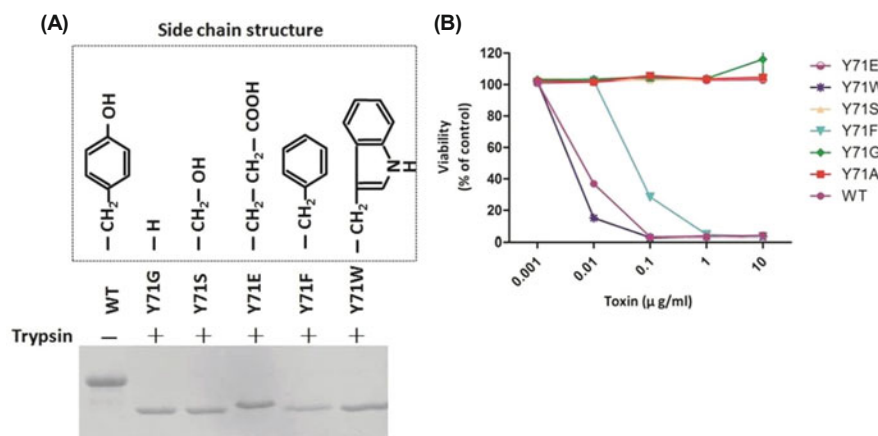 (A)
Side chain structure
– CH₂ – OH
– H
– CH₂ – OH
– CH₂ – CH₂ – COOH
– CH₂ –
– CH₂ – N H
WT
Y71G
Y71S
Y71E
Y71F
Y71W
Trypsin – + + + + +
(B)
Viability
(% of control)
120
100
80
60
40
20
0
0.001
0.01
0.1
1
10
Toxin (μ g/ml)
Y71E
Y71W
Y71S
Y71F
Y71G
Y71A
WT